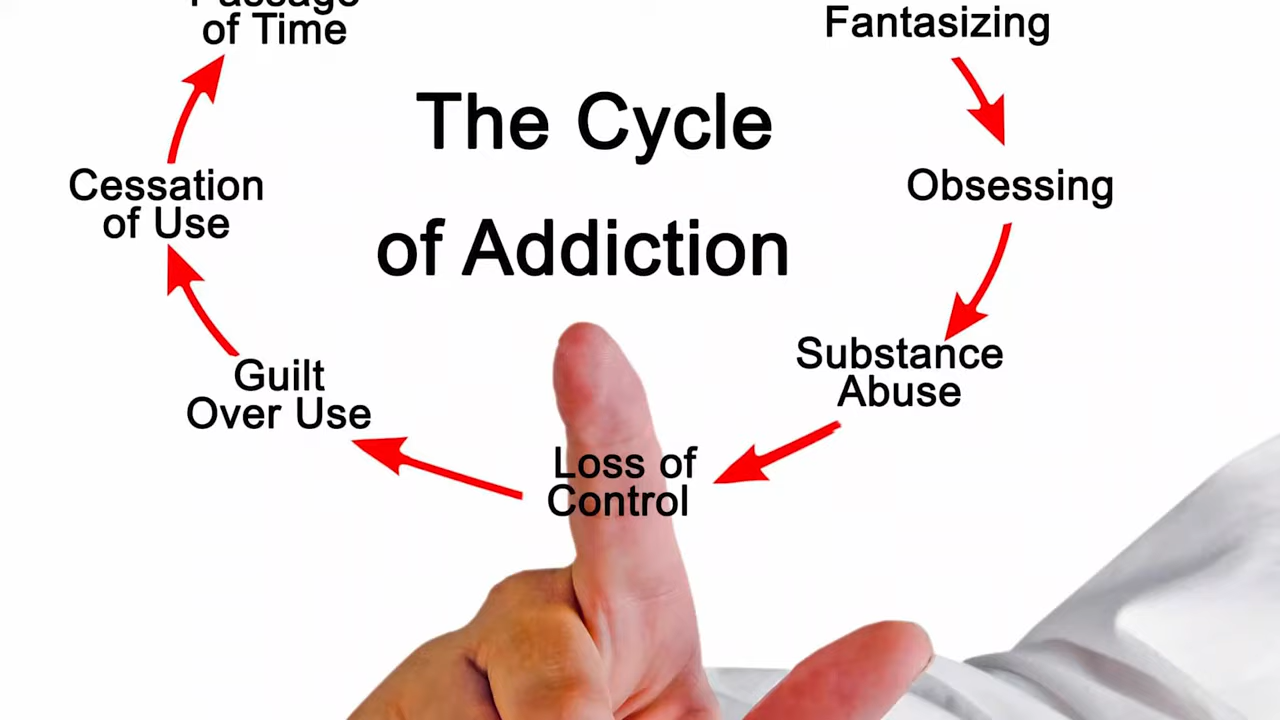 Passage
of Time
Fantasizing
The Cycle
of Addiction
Cessation
of Use
Obsessing
Guilt
Over Use
Substance
Abuse
Loss of
Control